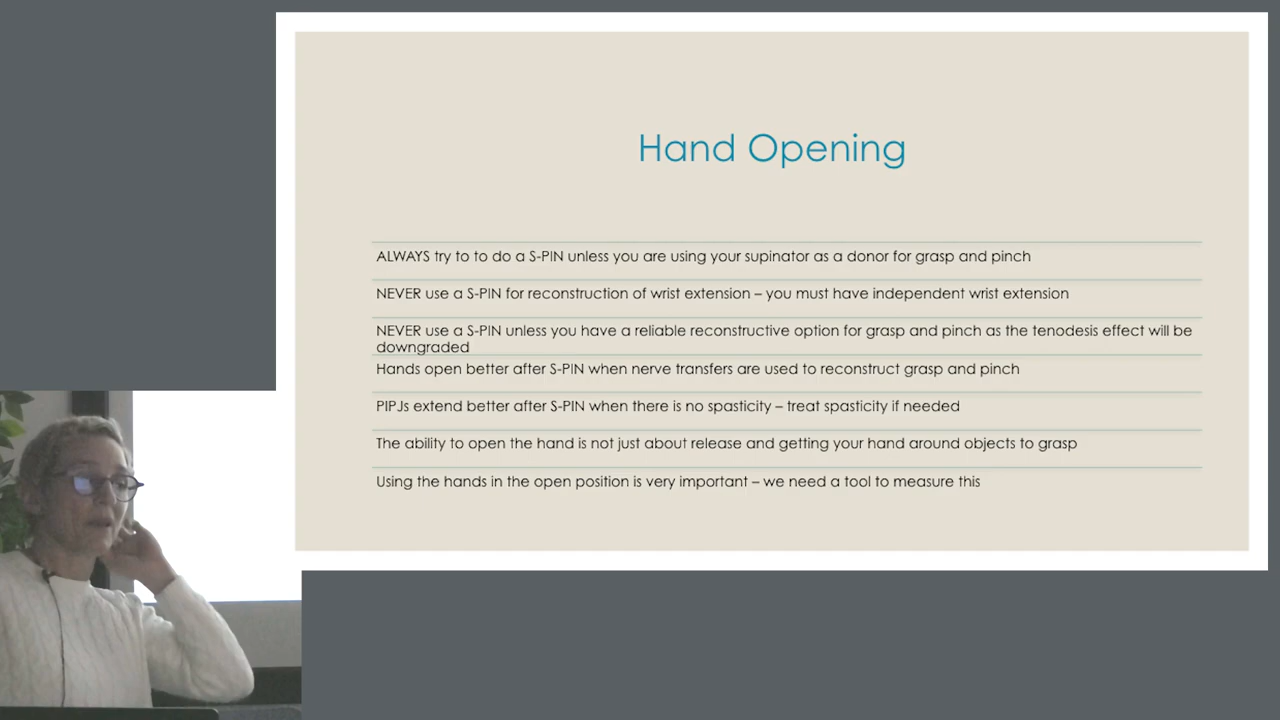 Hand Opening
ALWAYS try to to do a S-PIN unless you are using your supinator as a donor for grasp and pinch
NEVER use a S-PIN for reconstruction of wrist extension – you must have independent wrist extension
NEVER use a S-PIN unless you have a reliable reconstructive option for grasp and pinch as the tenodesis effect will be
downgraded
Hands open better after S-PIN when nerve transfers are used to reconstruct grasp and pinch
PIPJs extend better after S-PIN when there is no spasticity – treat spasticity if needed
The ability to open the hand is not just about release and getting your hand around objects to grasp
Using the hands in the open position is very important – we need a tool to measure this